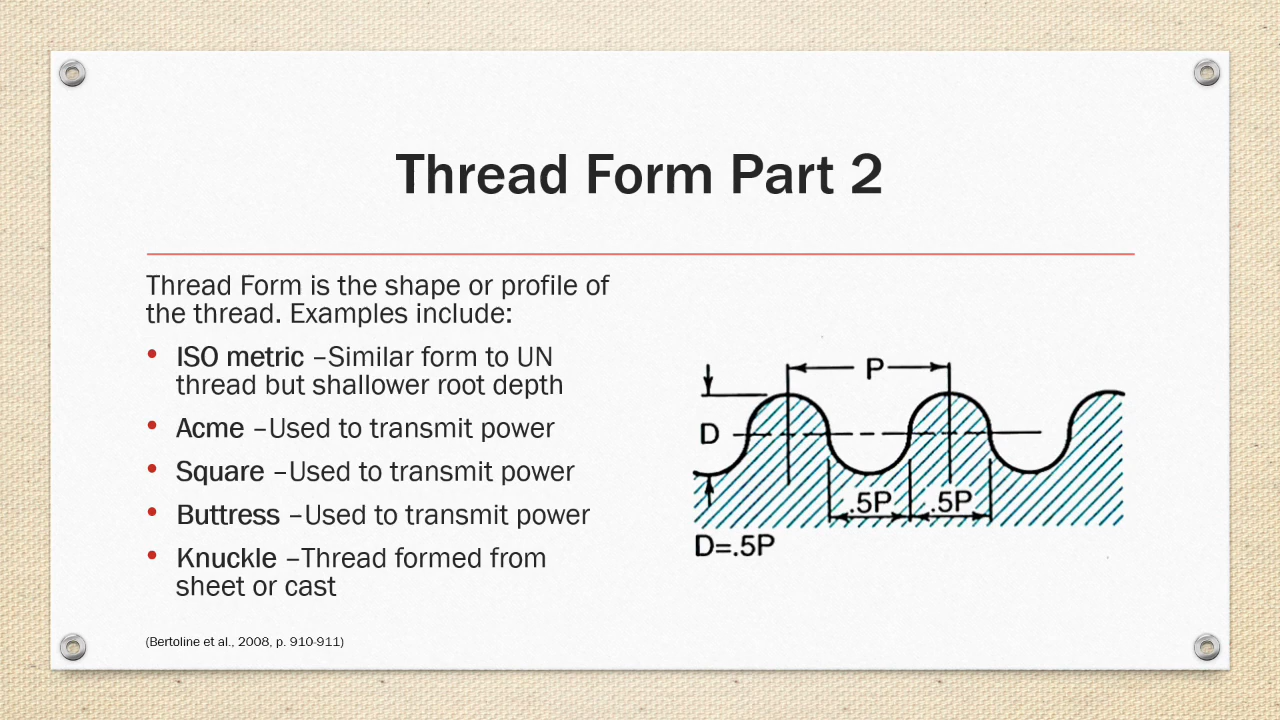 Thread Form Part 2
Thread Form is the shape or profile of
the thread. Examples include:
• ISO metric –Similar form to UN
thread but shallower root depth
• Acme –Used to transmit power
• Square –Used to transmit power
• Buttress –Used to transmit power
• Knuckle –Thread formed from
sheet or cast
(Bertoline et al., 2008, p. 910-911)
P
D
.5P .5P
D=.5P